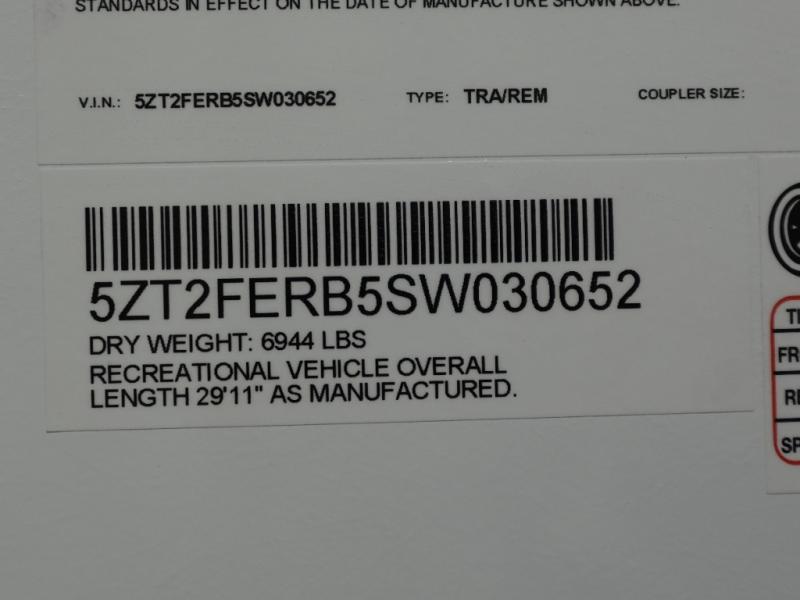 STANDARDS IN EFFECT ON THE DATE OF MANUFACTURE SHOWN ABOVE.
V.I.N.: 5ZT2FERB5SW030652 TYPE: TRA/REM COUPLER SIZE:
5ZT2FERB5SW030652
DRY WEIGHT: 6944 LBS
RECREATIONAL VEHICLE OVERALL
LENGTH 29'11" AS MANUFACTURED.